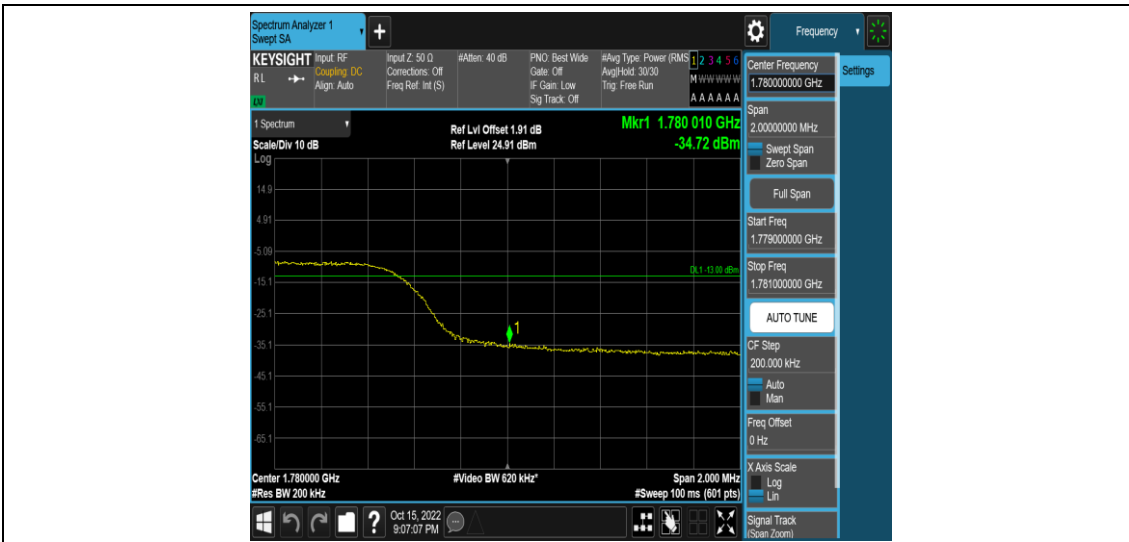 Spectrum Analyzer 1
Swept SA
+
Frequency
KEYSIGHT
RL
LNI
Input: RF
Coupling: DC
Align: Auto
Input Z: 50 Ω
Corrections: Off
Freq Ref: Int (S)
#Atten: 40 dB
PNO: Best Wide
Gate: Off
IF Gain: Low
Sig Track: Off
#Avg Type: Power (RMS
Avg|Hold: 30/30
Trig: Free Run
1 2 3 4 5 6
M W W W W W
A A A A A A
1 Spectrum
Scale/Div 10 dB
Log
Ref Lvl Offset 1.91 dB
Ref Level 24.91 dBm
Mkr1 1.780 010 GHz
-34.72 dBm
14.9
4.91
-5.09
-15.1
-25.1
-35.1
-45.1
-55.1
-65.1
DL1 -13.00 dBm
1
Center 1.780000 GHz
#Res BW 200 kHz
#Video BW 620 kHz*
Span 2.000 MHz
#Sweep 100 ms (601 pts)
?
Oct 15, 2022
9:07:07 PM
Center Frequency
1.780000000 GHz
Span
2.00000000 MHz
Swept Span
Zero Span
Full Span
Start Freq
1.779000000 GHz
Stop Freq
1.781000000 GHz
AUTO TUNE
CF Step
200.000 kHz
Auto
Man
Freq Offset
0 Hz
X Axis Scale
Log
Lin
Signal Track
(Span Zoom)
Settings